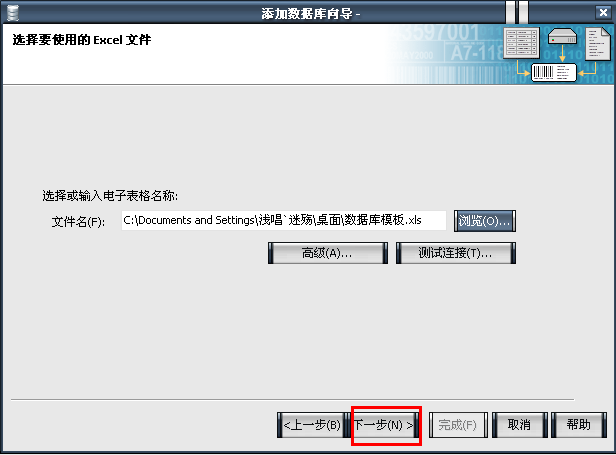 添加数据库向导 -
选择要使用的 Excel 文件
3597001
A7-118
选择或输入电子表格名称:
文件名(F): C:\Documents and Settings\浅唱`迷殇\桌面\数据库模板.xls 浏览(O)...
高级(A)... 测试连接(T)...
<上一步(B) 下一步(N) > 完成(F) 取消 帮助